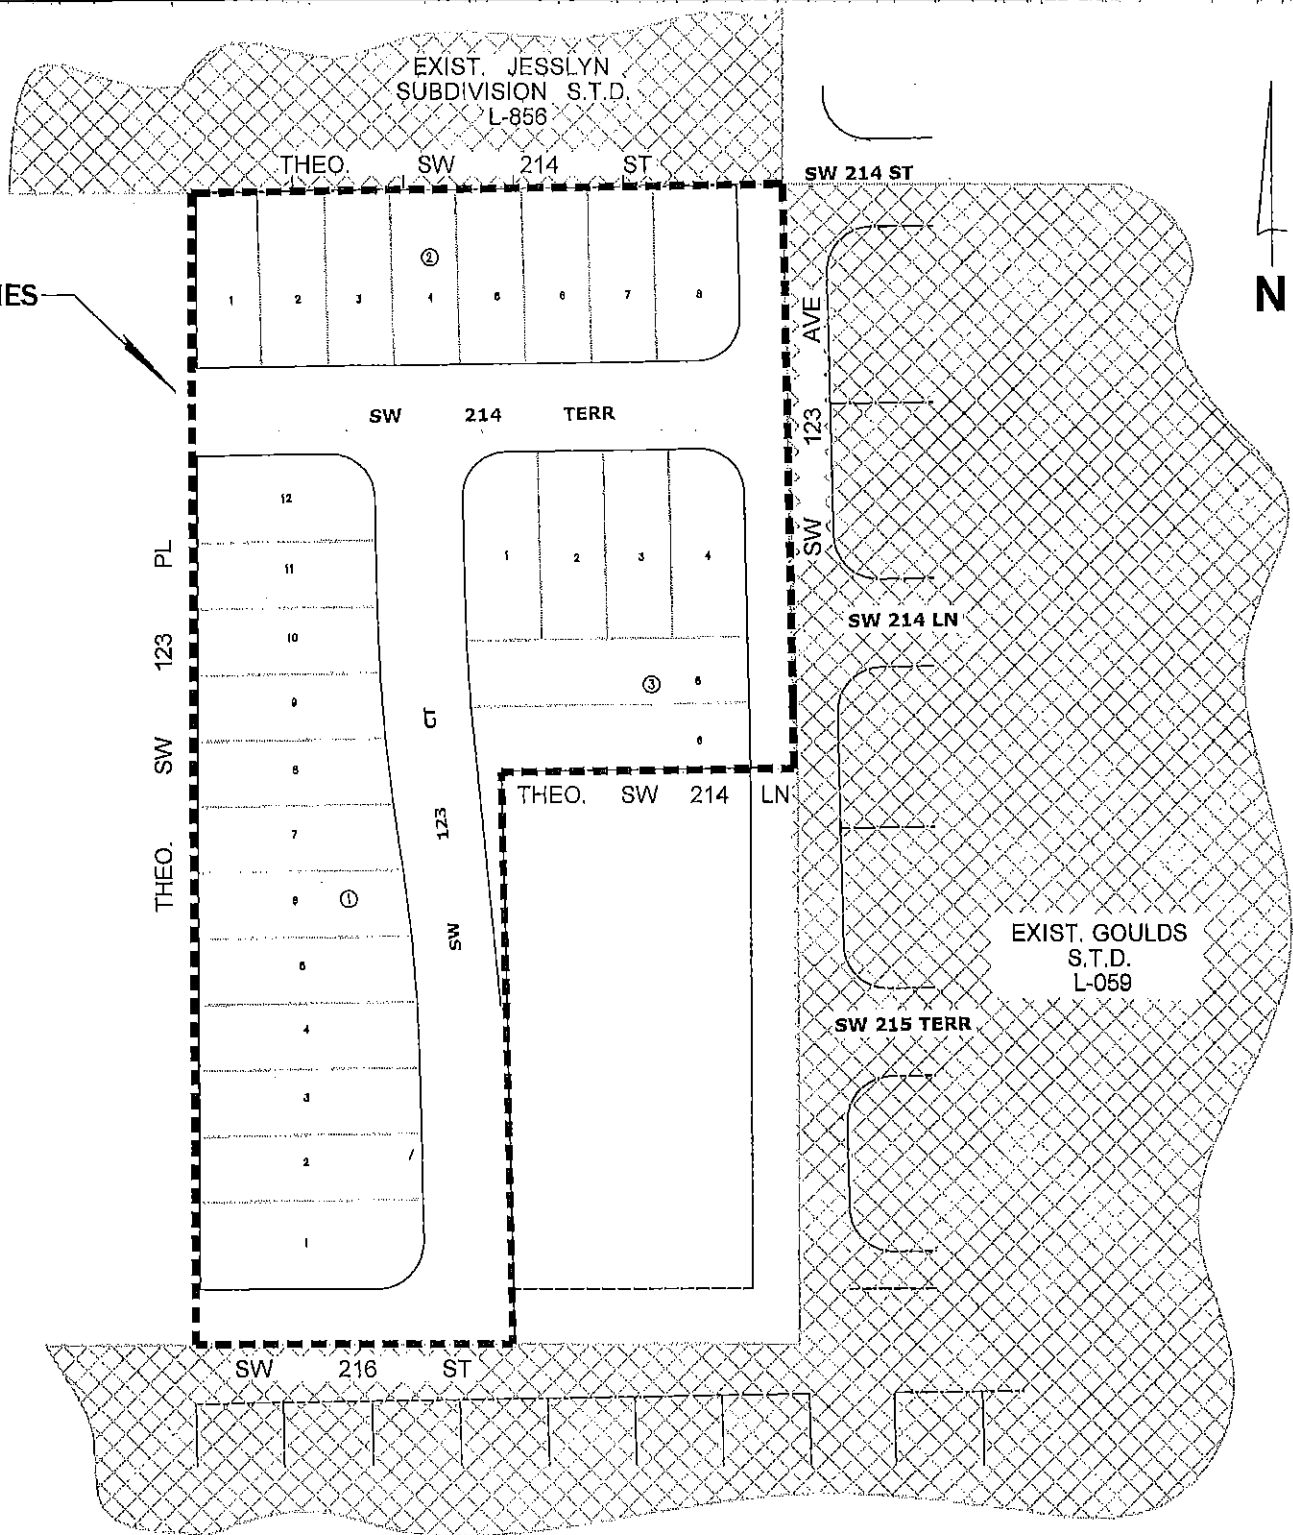 EXIST. JESSLYN
SUBDIVISION S.T.D.
L-856
THEO. SW 214 ST
SW 214 ST
②
1 2 3 4 5 6 7 8
N
SW 214 TERR
SW 123 AVE
12
11
10
9
8
7
6 ①
5
4
3
2
1
1 2 3 4
③ 5
6
THEO. SW 123 PL
SW 123 CT
SW 214 LN
THEO. SW 214 LN
EXIST. GOULDS
S.T.D.
L-059
SW 215 TERR
SW 216 ST